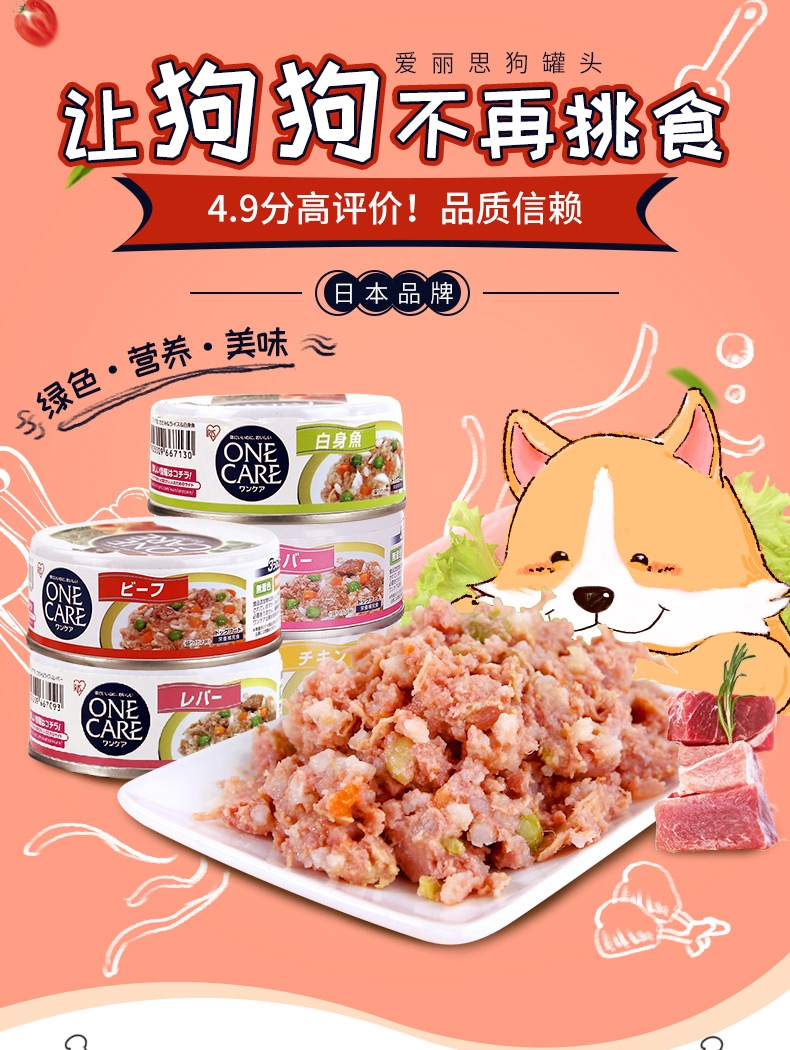 爱丽思狗罐头
让狗狗不再挑食
4.9分高评价！品质信赖
日本品牌
绿色·营养·美味
667130
ONE
CARE
ワンケア
白身魚
バー
ONE
CARE
ワンケア
ビーフ
チキン
667093
ONE
CARE
ワンケア
レバー